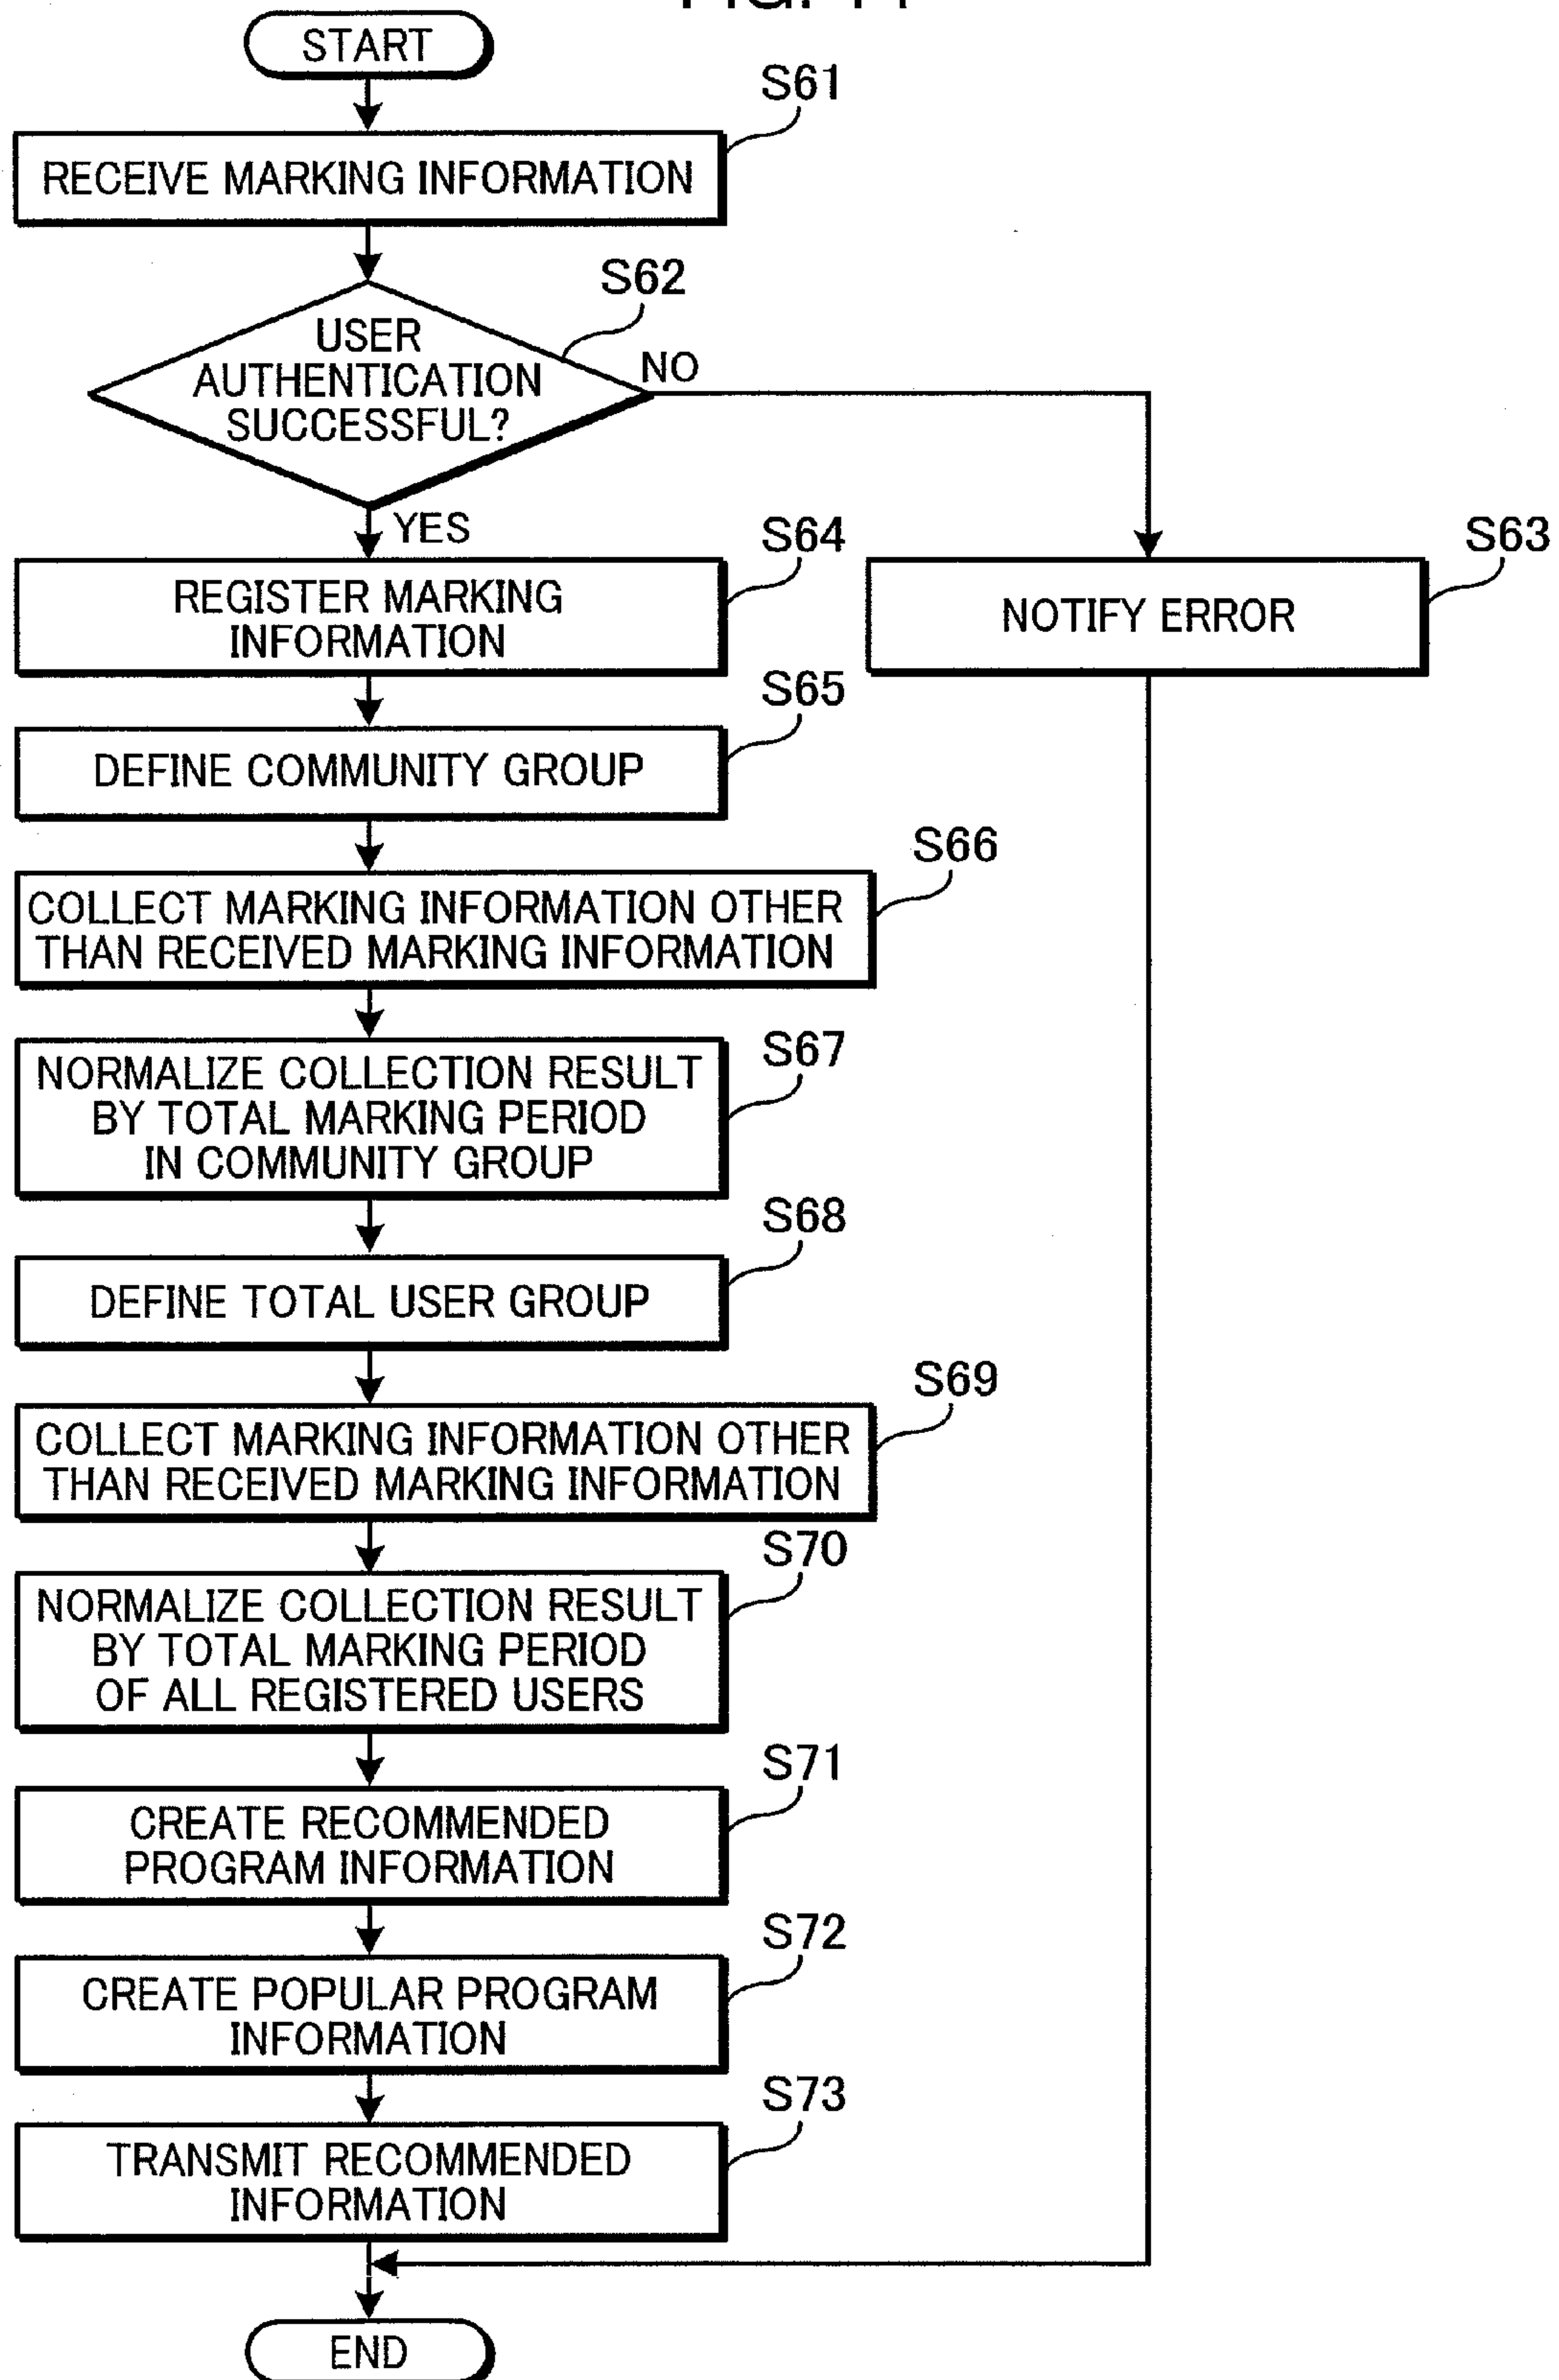 START
S61
RECEIVE MARKING INFORMATION
S62
USER
AUTHENTICATION
SUCCESSFUL?
NO
YES
S64
REGISTER MARKING
INFORMATION
S63
NOTIFY ERROR
S65
DEFINE COMMUNITY GROUP
S66
COLLECT MARKING INFORMATION OTHER
THAN RECEIVED MARKING INFORMATION
S67
NORMALIZE COLLECTION RESULT
BY TOTAL MARKING PERIOD
IN COMMUNITY GROUP
S68
DEFINE TOTAL USER GROUP
S69
COLLECT MARKING INFORMATION OTHER
THAN RECEIVED MARKING INFORMATION
S70
NORMALIZE COLLECTION RESULT
BY TOTAL MARKING PERIOD
OF ALL REGISTERED USERS
S71
CREATE RECOMMENDED
PROGRAM INFORMATION
S72
CREATE POPULAR PROGRAM
INFORMATION
S73
TRANSMIT RECOMMENDED
INFORMATION
END